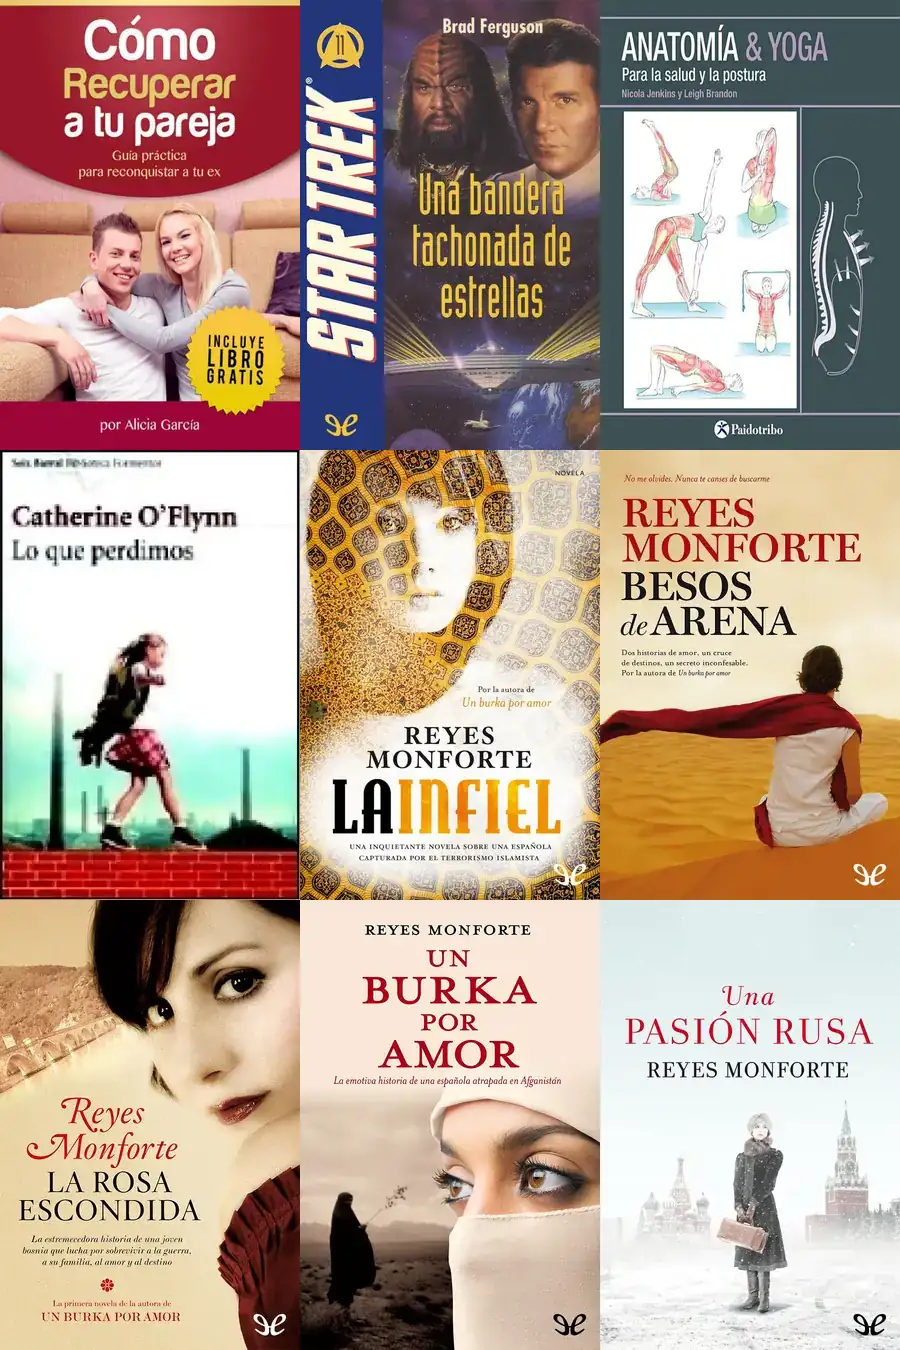 Cómo
Recuperar
a tu pareja
Guía práctica
para reconquistar a tu ex
INCLUYE
LIBRO
GRATIS
por Alicia García
11
STAR TREK
®
Brad Ferguson
Una bandera
tachonada de
estrellas
ANATOMÍA & YOGA
Para la salud y la postura
Nicola Jenkins y Leigh Brandon
Paidotribo
Seix Barral Biblioteca Formentor
Catherine O'Flynn
Lo que perdimos
NOVELA
Por la autora de
Un burka por amor
REYES
MONFORTE
LA INFIEL
UNA INQUIETANTE NOVELA SOBRE UNA ESPAÑOLA
CAPTURADA POR EL TERRORISMO ISLAMISTA
No me olvides. Nunca te canses de buscarme
REYES
MONFORTE
BESOS
de ARENA
Dos historias de amor, un cruce
de destinos, un secreto inconfesable.
Por la autora de Un burka por amor
Reyes
Monforte
LA ROSA
ESCONDIDA
La estremecedora historia de una joven
bosnia que lucha por sobrevivir a la guerra,
a su familia, al amor y al destino
La primera novela de la autora de
UN BURKA POR AMOR
REYES MONFORTE
UN
BURKA
POR
AMOR
La emotiva historia de una española atrapada en Afganistán
Una
PASIÓN RUSA
REYES MONFORTE